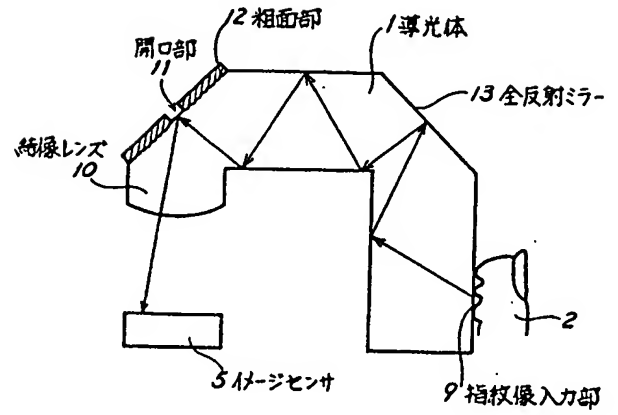 12 粗面部
開口部
11
1 導光体
13 全反射ミラー
結像レンズ
10
2
5 イメージセンサ
9 指紋像入力部